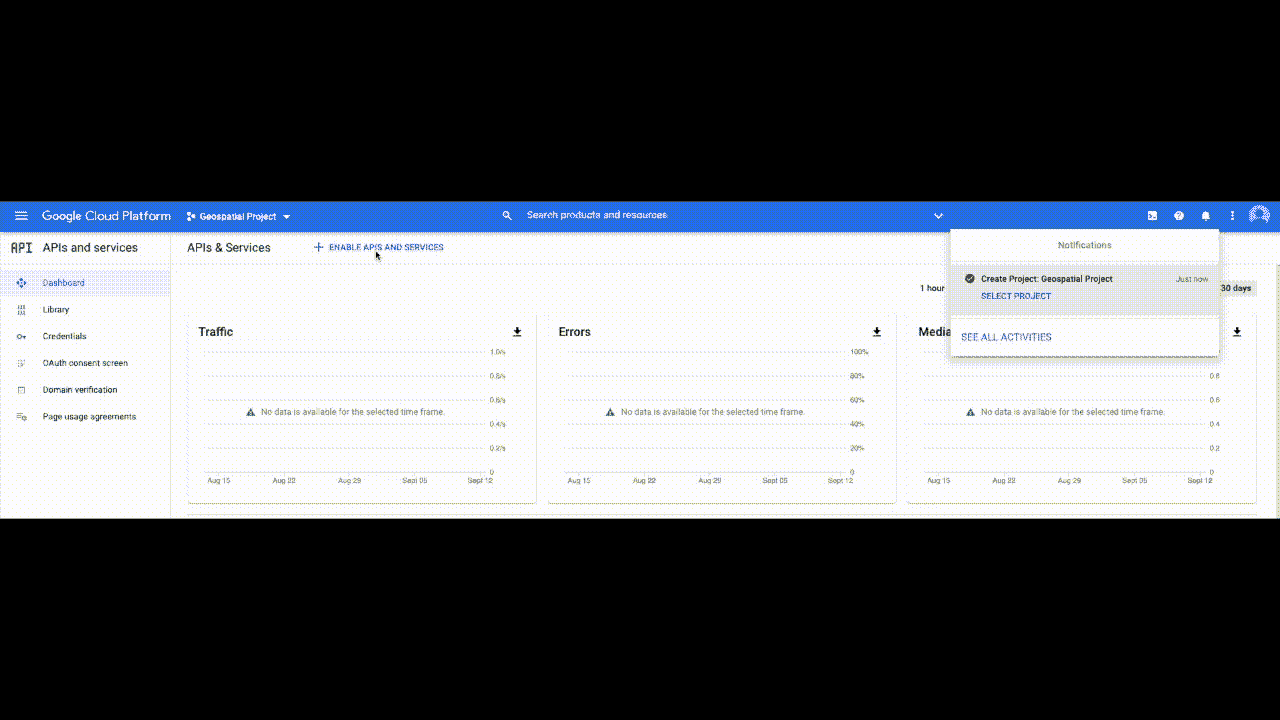 Google Cloud Platform Geospatial Project Search products and resources
API APIs and services APIs & Services + ENABLE APIS AND SERVICES
Notifications
Create Project: Geospatial Project Just now
SELECT PROJECT
SEE ALL ACTIVITIES
Dashboard
Library
Credentials
OAuth consent screen
Domain verification
Page usage agreements
1 hour 30 days
Traffic
1.0/s
0.8/s
0.6/s
No data is available for the selected time frame.
0.4/s
0.2/s
0
Aug 15 Aug 22 Aug 29 Sept 05 Sept 12
Errors
100%
80%
60%
No data is available for the selected time frame.
40%
20%
0
Aug 15 Aug 22 Aug 29 Sept 05 Sept 12
Media
0.8
0.6
No data is available for the selected time frame.
0.4
0.2
0
Aug 15 Aug 22 Aug 29 Sept 05 Sept 12